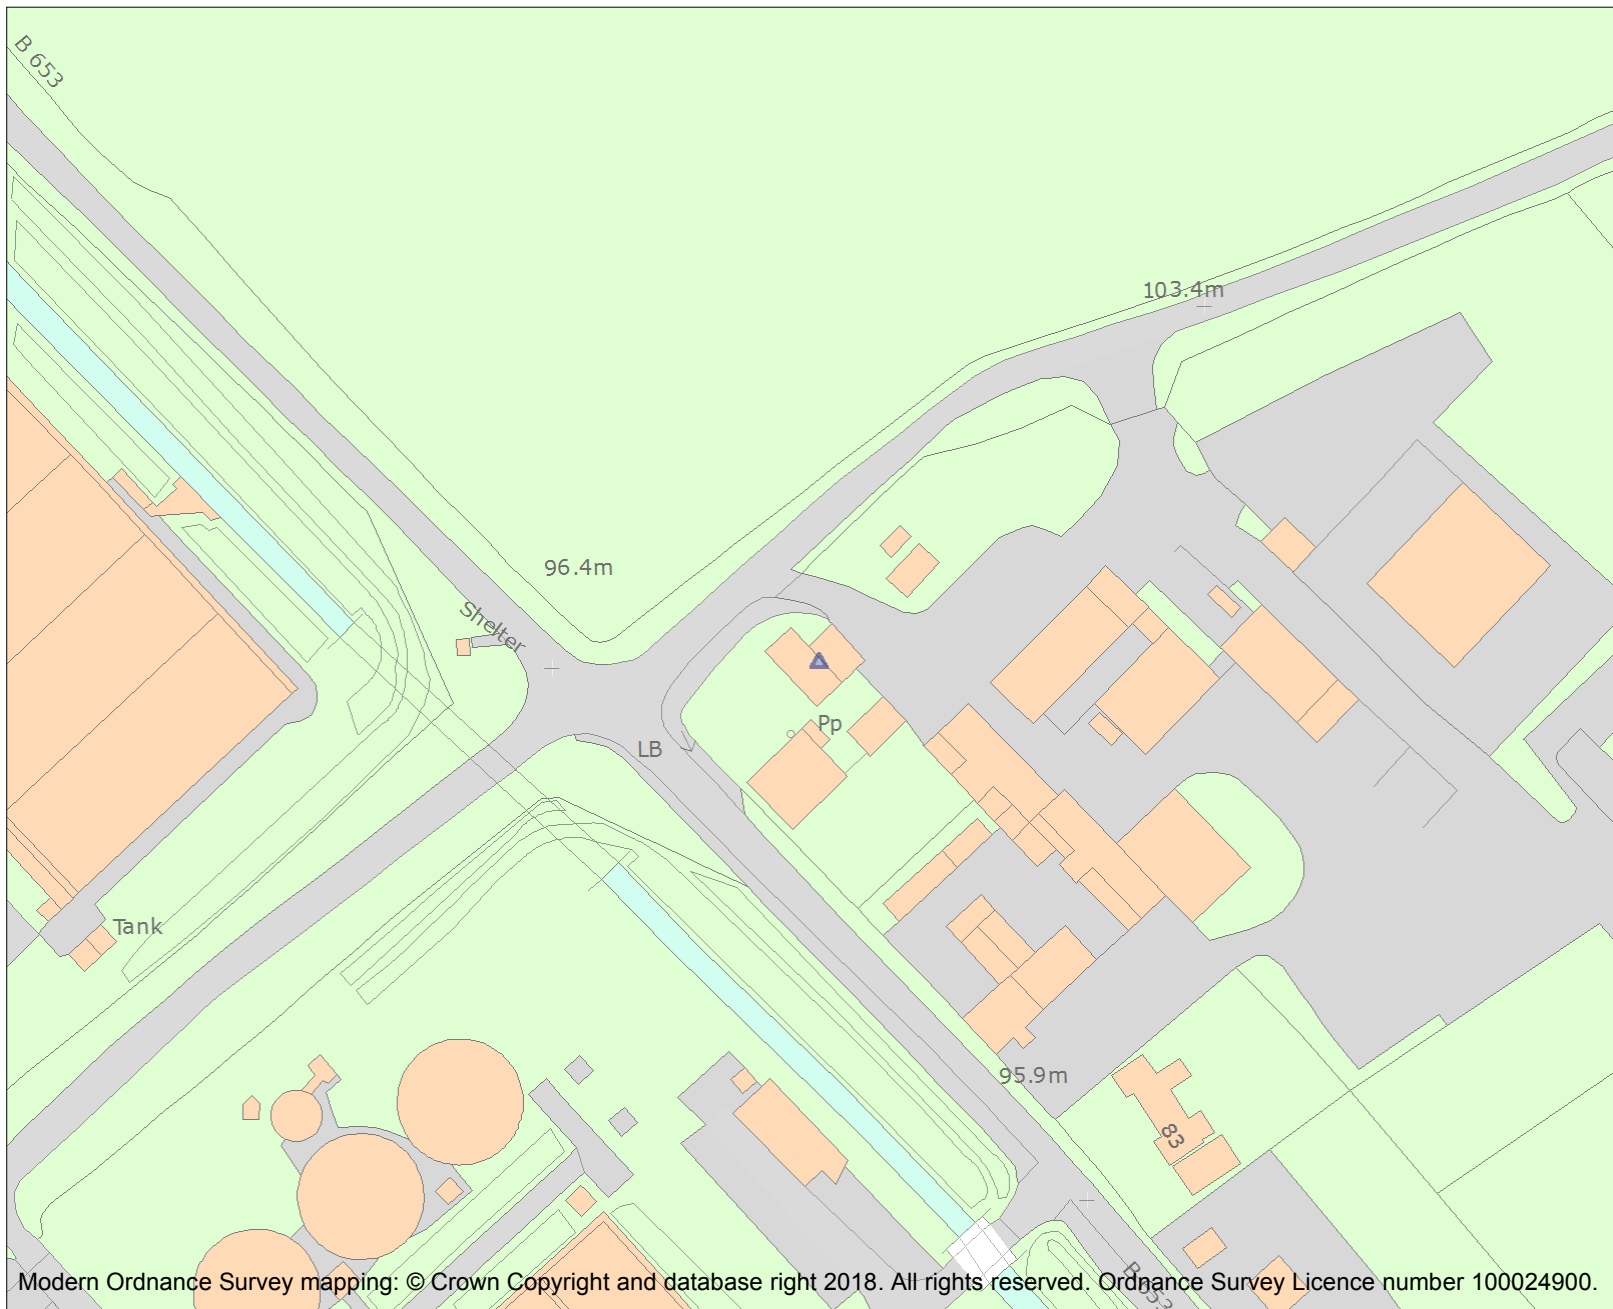 B 653
103.4m
96.4m
Shelter
Pp
LB
Tank
95.9m
83
B 653
Modern Ordnance Survey mapping: © Crown Copyright and database right 2018. All rights reserved. Ordnance Survey Licence number 100024900.